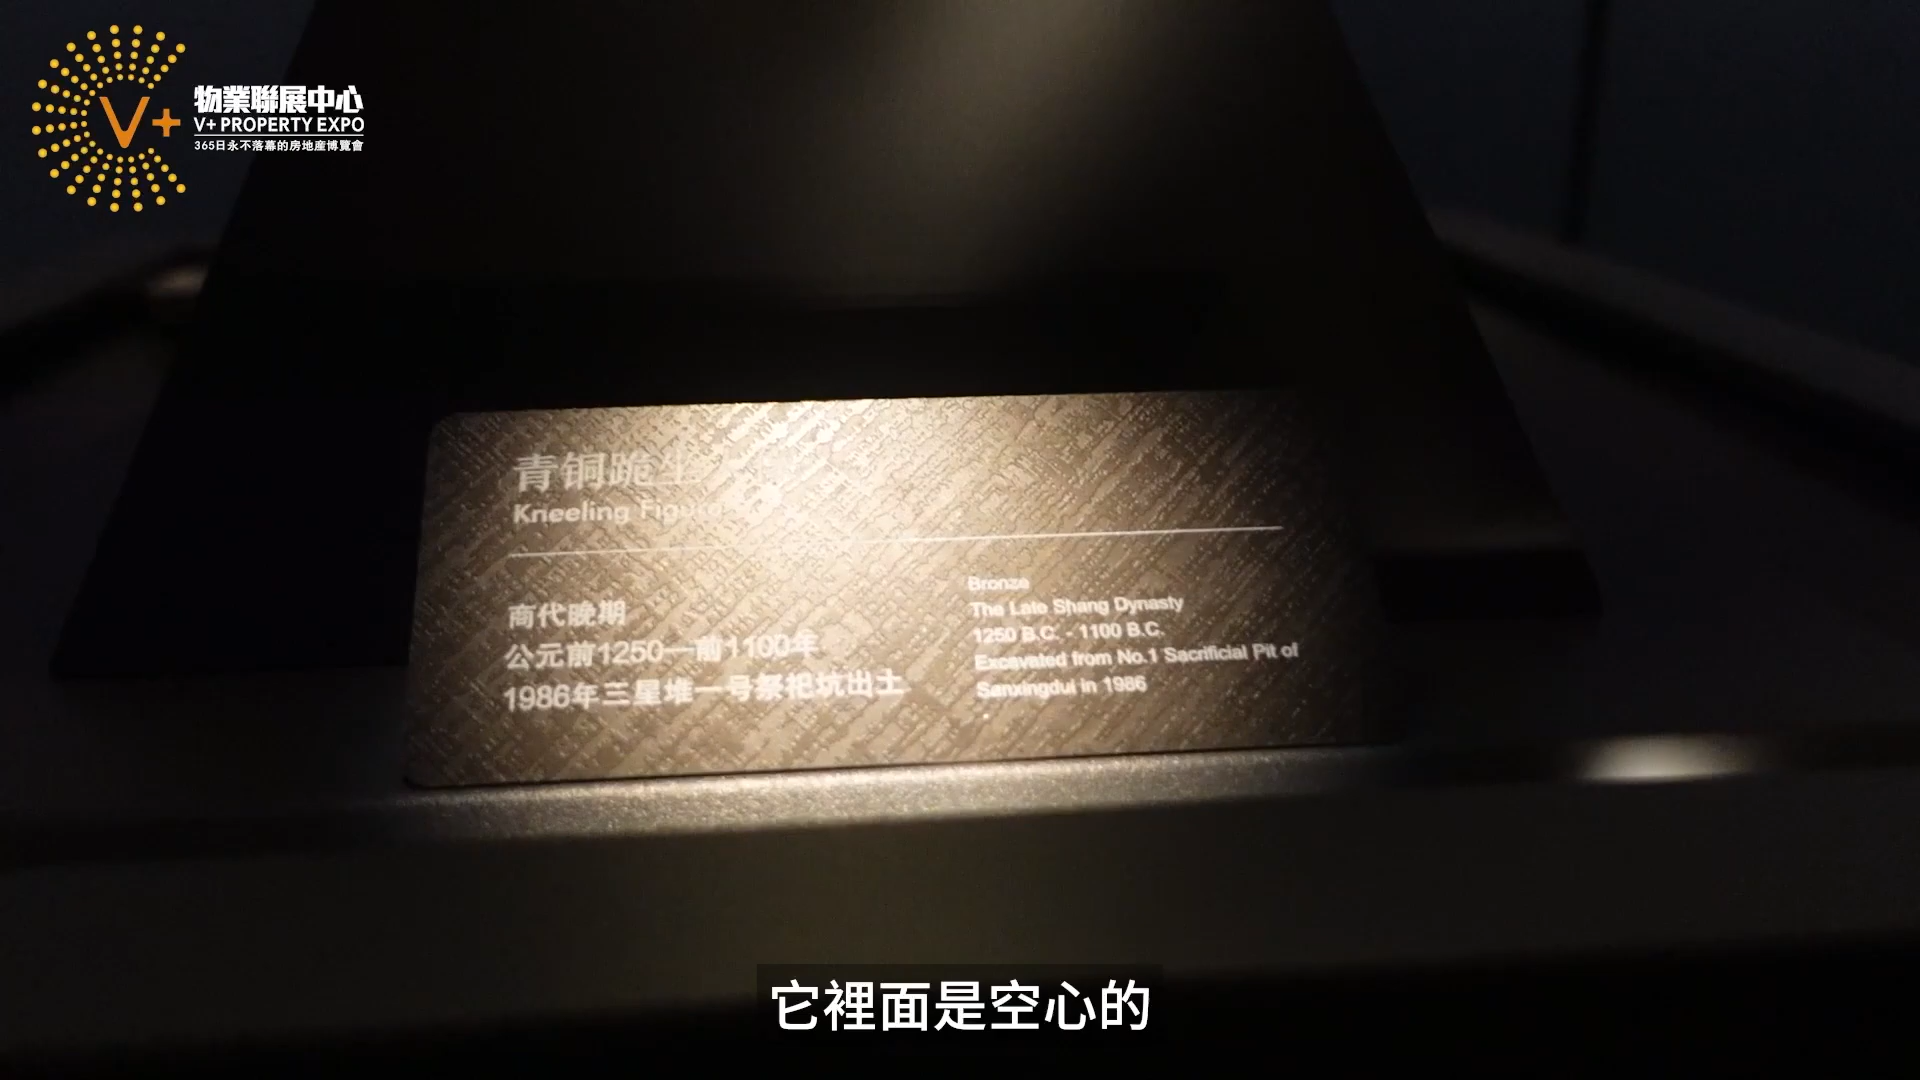 物業聯展中心
V+ PROPERTY EXPO
365日永不落幕的房地産博覽會
V+
青铜跪坐
Kneeling Figure
商代晚期
公元前1250—前1100年
1986年三星堆一号祭祀坑出土
Bronze
The Late Shang Dynasty
1250 B.C. - 1100 B.C.
Excavated from No.1 Sacrificial Pit of
Sanxingdui in 1986
它裡面是空心的